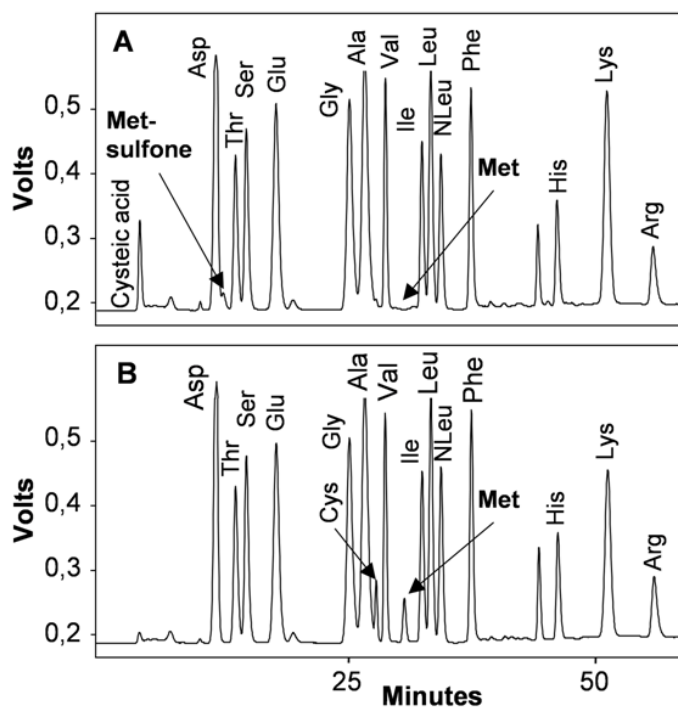 A
Volts
0,5
0,4
0,3
0,2
Cysteic acid
Met-
sulfone
Asp
Thr
Ser
Glu
Gly
Ala
Val
Ile
Leu
NLeu
Phe
Met
His
Lys
Arg
B
Volts
0,5
0,4
0,3
0,2
Asp
Thr
Ser
Glu
Gly
Cys
Ala
Val
Ile
Leu
NLeu
Phe
Met
His
Lys
Arg
25
50
Minutes